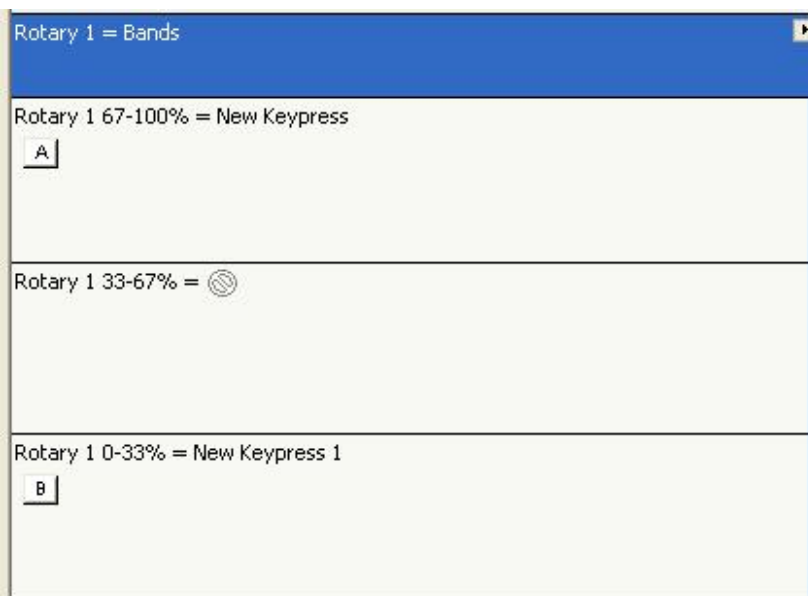 Rotary 1 = Bands
Rotary 1 67-100% = New Keypress
A
Rotary 1 33-67% =
Rotary 1 0-33% = New Keypress 1
B